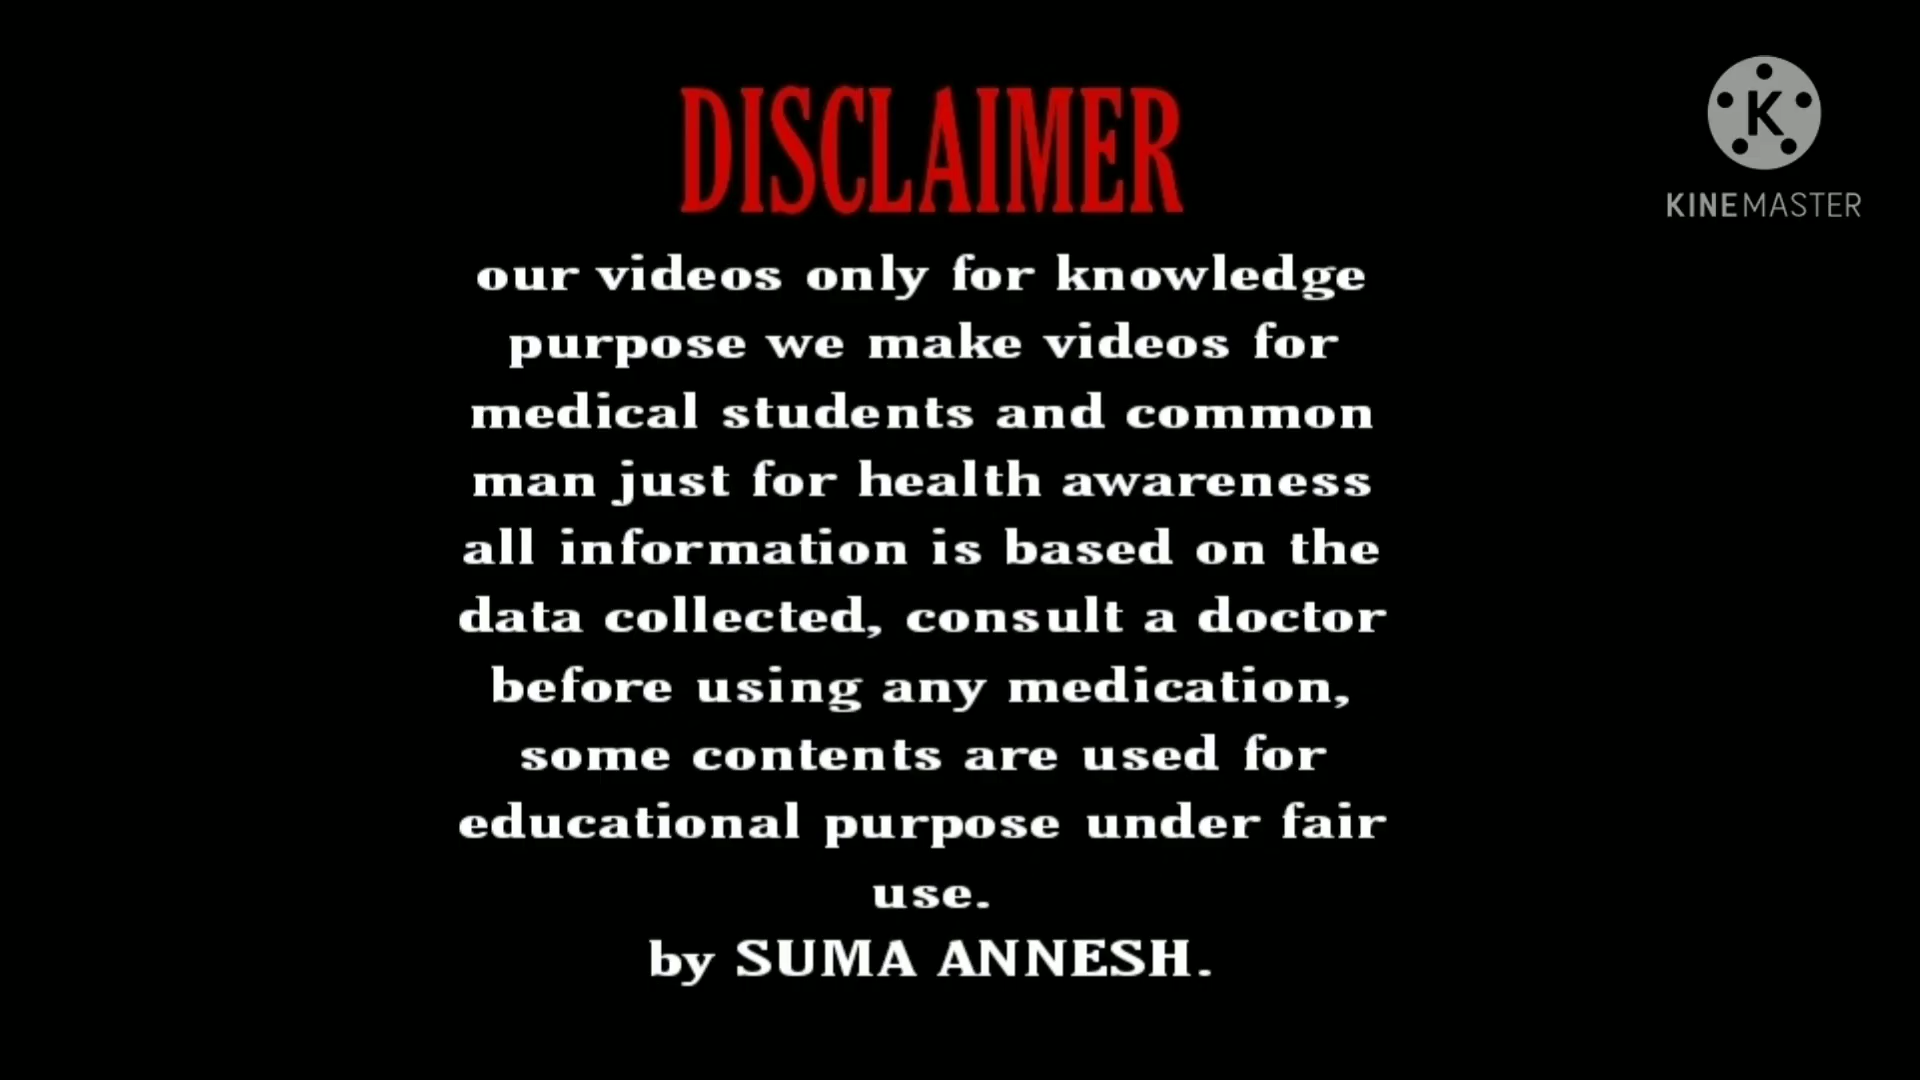 DISCLAIMER
K
KINEMASTER
our videos only for knowledge
purpose we make videos for
medical students and common
man just for health awareness
all information is based on the
data collected, consult a doctor
before using any medication,
some contents are used for
educational purpose under fair
use.
by SUMA ANNESH.